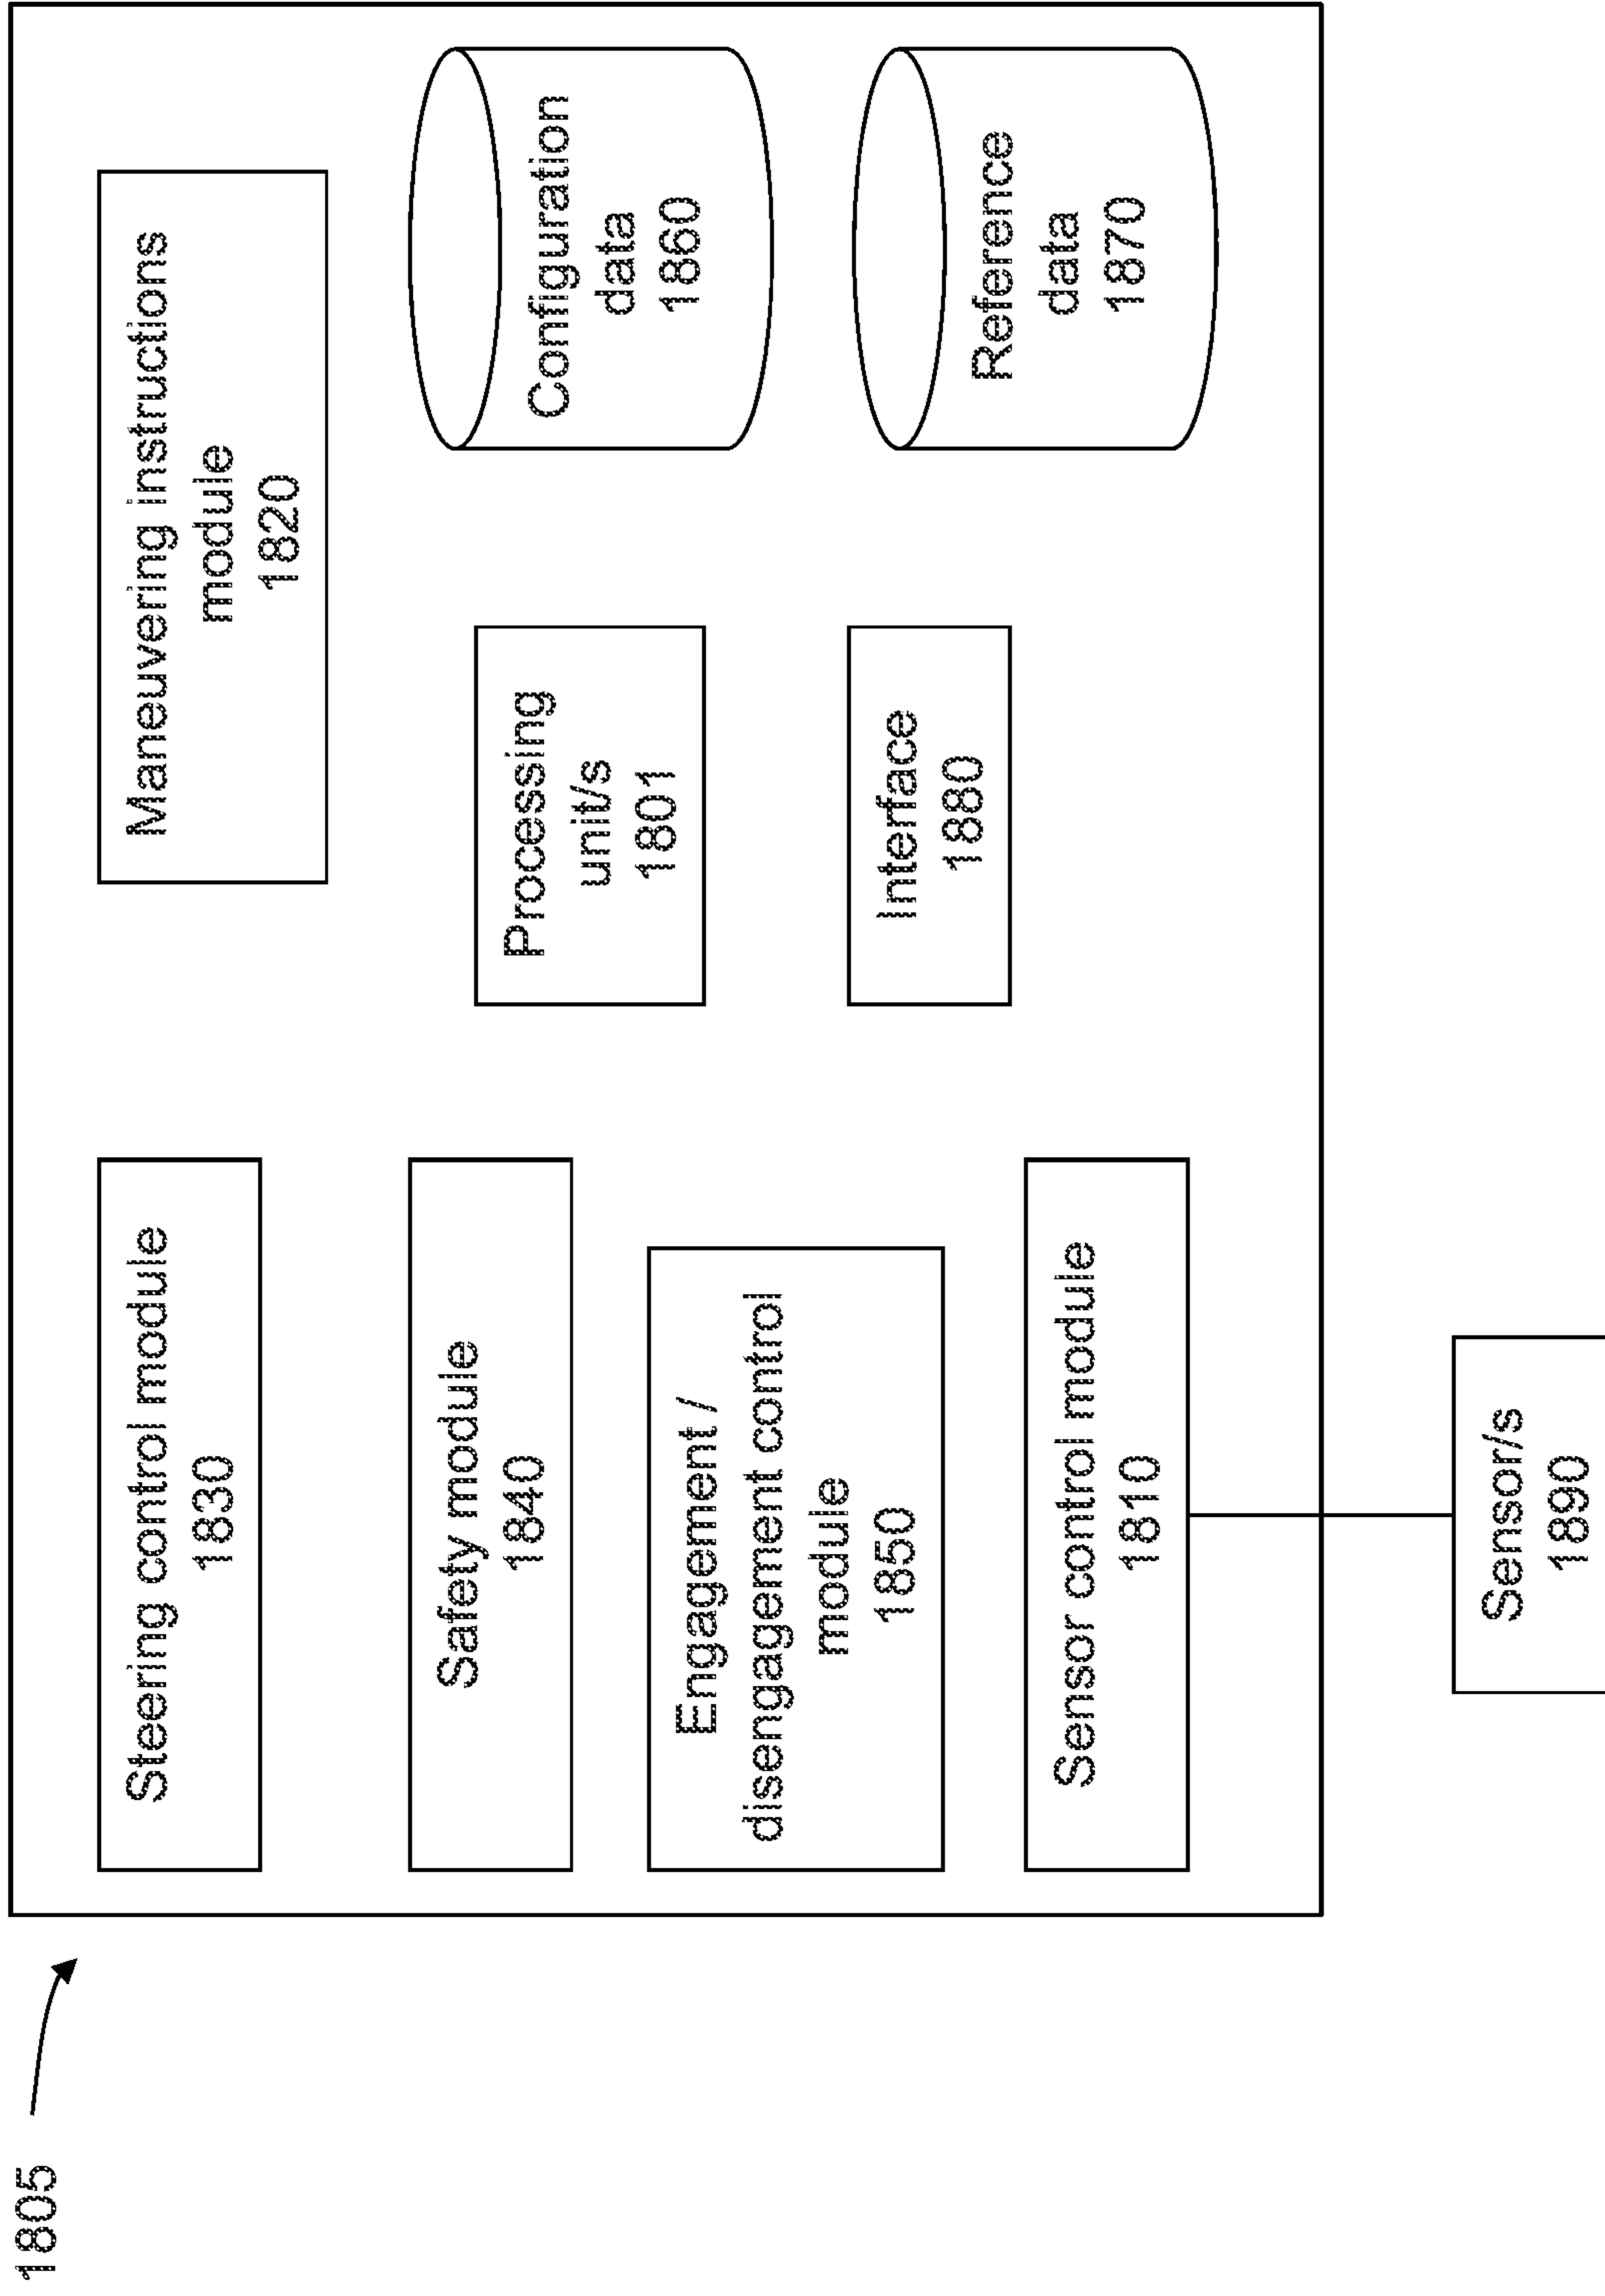 1805
Steering control module
1830
Maneuvering instructions
module
1820
Safety module
1840
Processing
unit/s
1801
Configuration
data
1860
Engagement /
disengagement control
module
1850
Interface
1880
Reference
data
1870
Sensor control module
1810
Sensor/s
1890